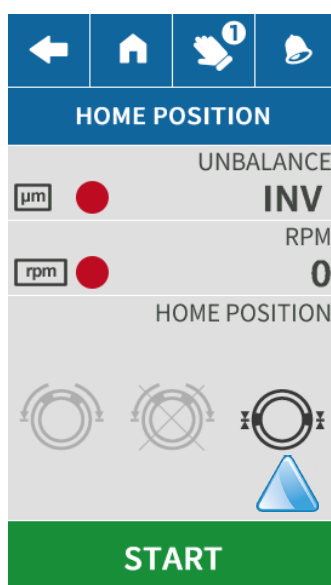 1
HOME POSITION
UNBALANCE
µm
INV
RPM
rpm
0
HOME POSITION
START